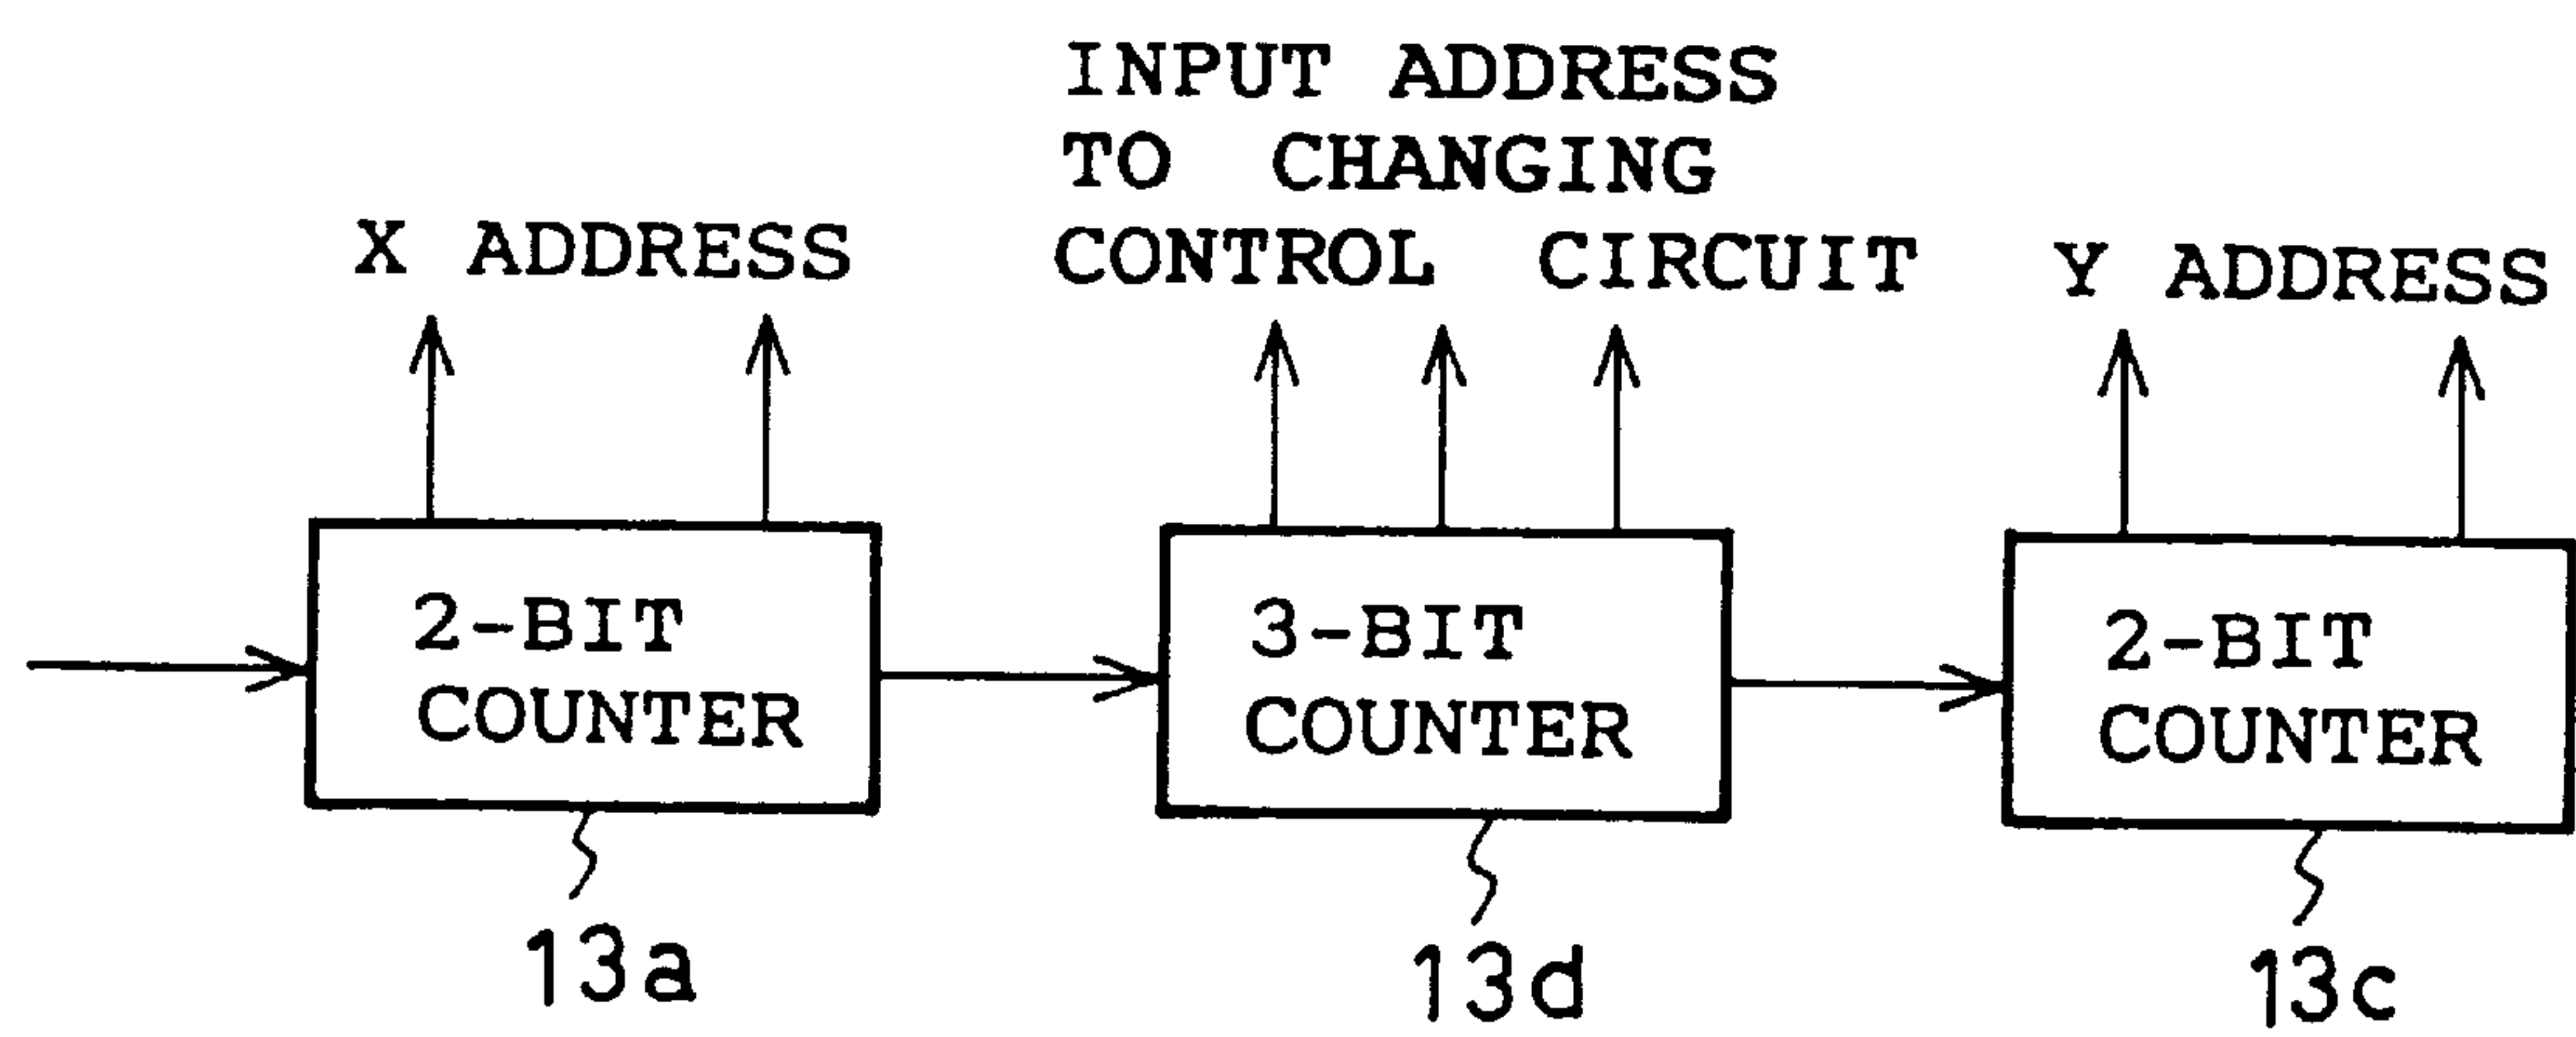 X ADDRESS
INPUT ADDRESS
TO CHANGING
CONTROL CIRCUIT
Y ADDRESS
2-BIT
COUNTER
3-BIT
COUNTER
2-BIT
COUNTER
13a
13d
13c